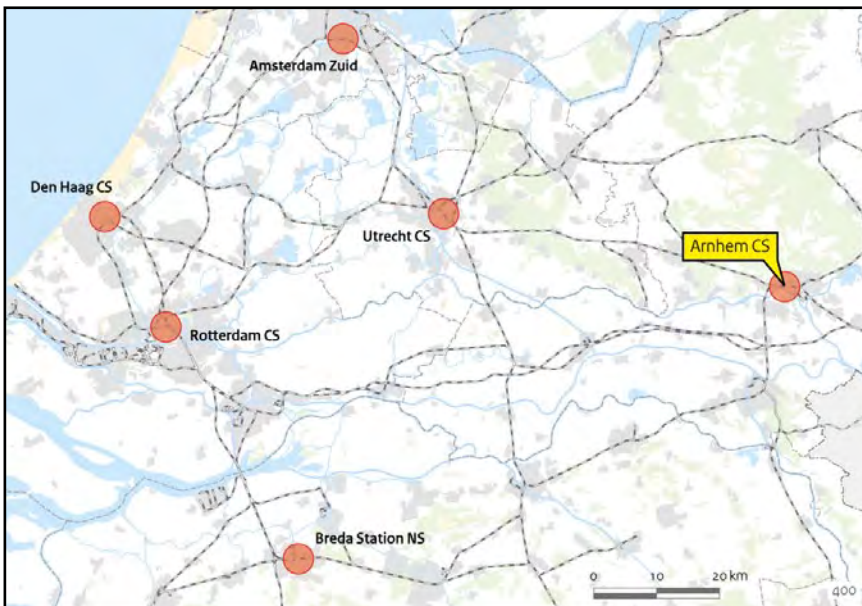 Amsterdam Zuid
Den Haag CS
Utrecht CS
Arnhem CS
Rotterdam CS
Breda Station NS
0 10 20 km
400